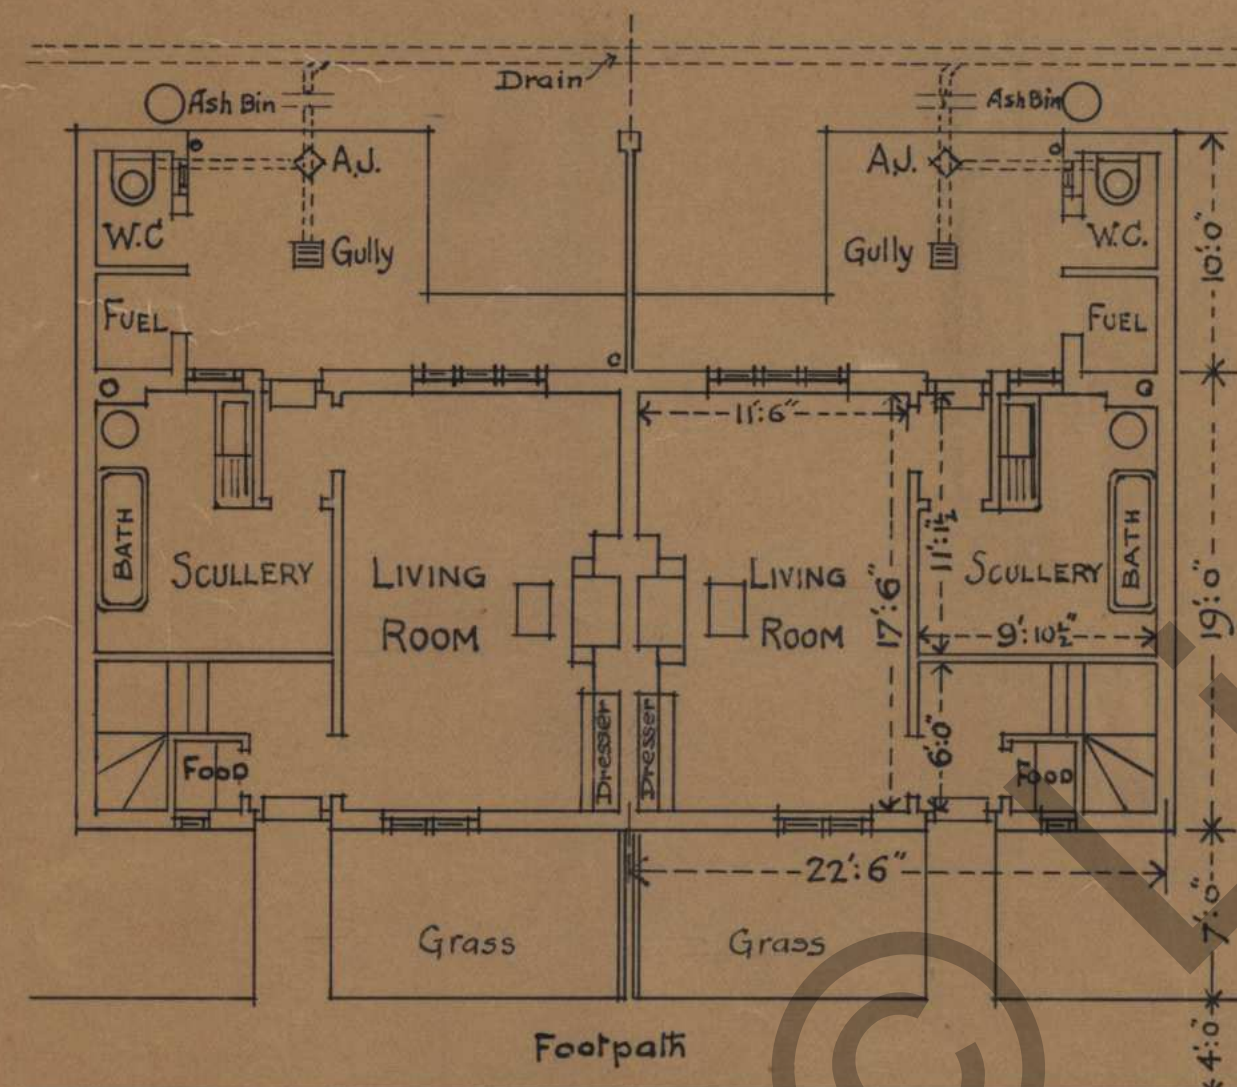 Drain
Ash Bin
Ash Bin
A.J.
A.J.
W.C
W.C.
Gully
Gully
10'.0"
FUEL
FUEL
11'.6"
BATH
SCULLERY
LIVING
ROOM
LIVING
ROOM
17'.6"
11'.1½"
SCULLERY
BATH
9'.10½"
19'.0"
6'.0"
FOOD
Dresser
Dresser
FOOD
22'.6"
7'.0"
Grass
Grass
4'.0"
Footpath
©